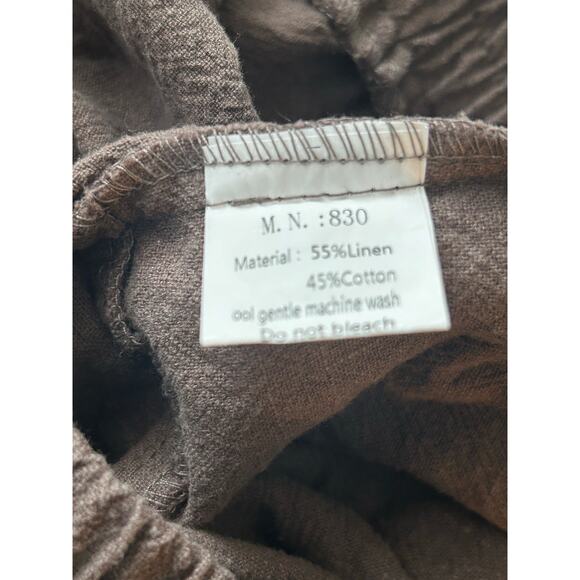 M. N. :830
Material : 55%Linen
45%Cotton
ool gentle machine wash
Do not bleach